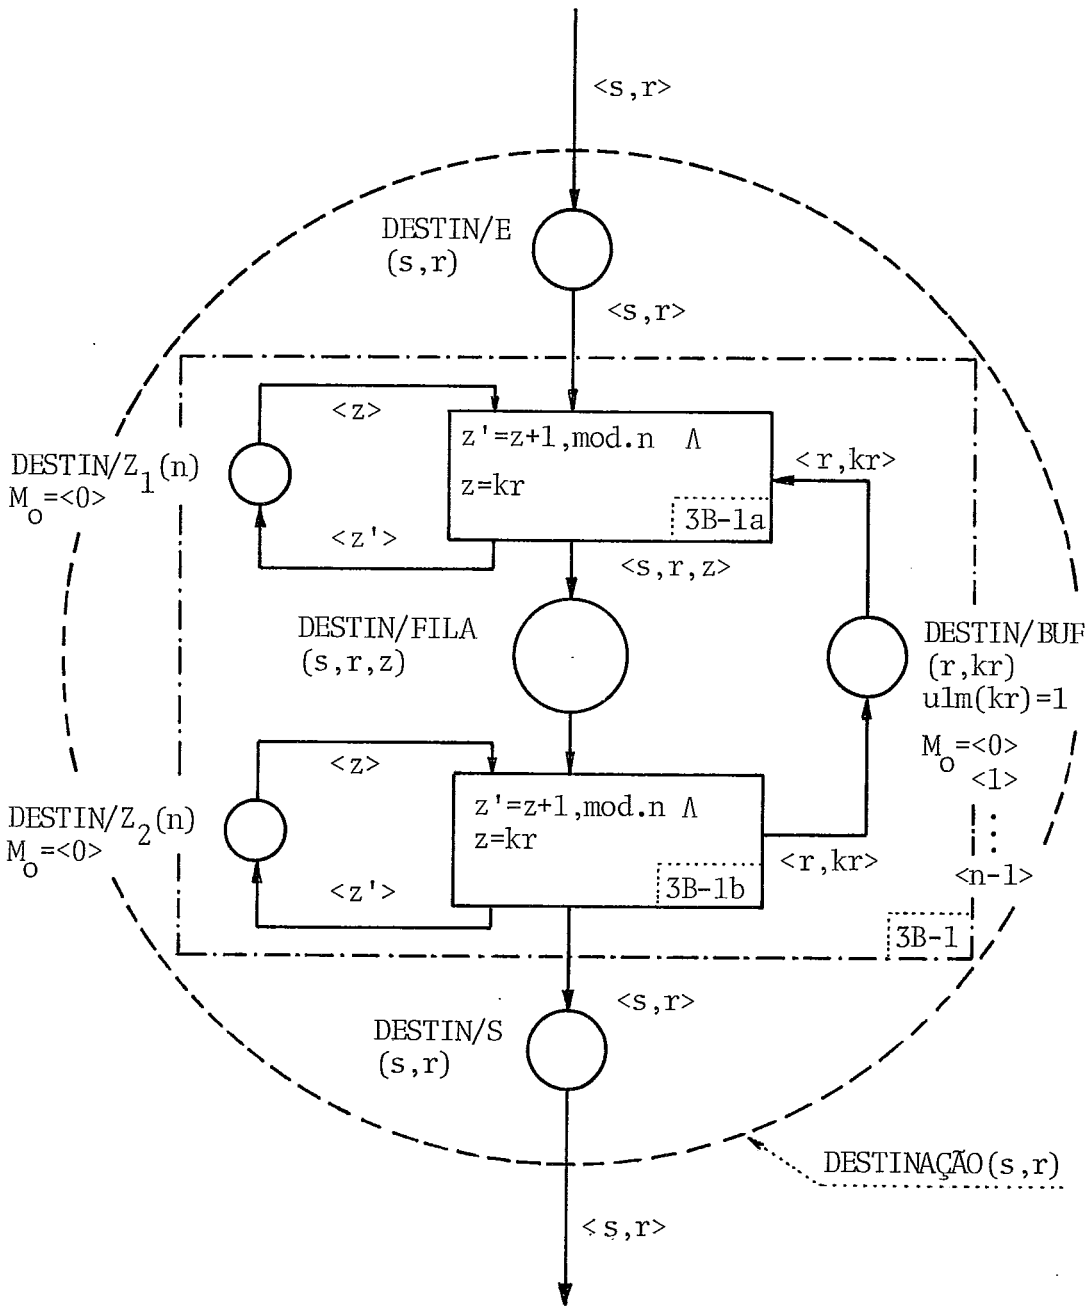 <s,r>
DESTIN/E
(s,r)
<s,r>
<z>
z'=z+1,mod.n Λ
z=kr
3B-1a
<r,kr>
DESTIN/Z1(n)
Mo=<0>
<z'>
<s,r,z>
DESTIN/FILA
(s,r,z)
DESTIN/BUF
(r,kr)
ulm(kr)=1
Mo=<0>
<1>
:
<n-1>
<z>
z'=z+1,mod.n Λ
z=kr
3B-1b
<r,kr>
DESTIN/Z2(n)
Mo=<0>
<z'>
3B-1
<s,r>
DESTIN/S
(s,r)
DESTINAÇÃO(s,r)
<s,r>